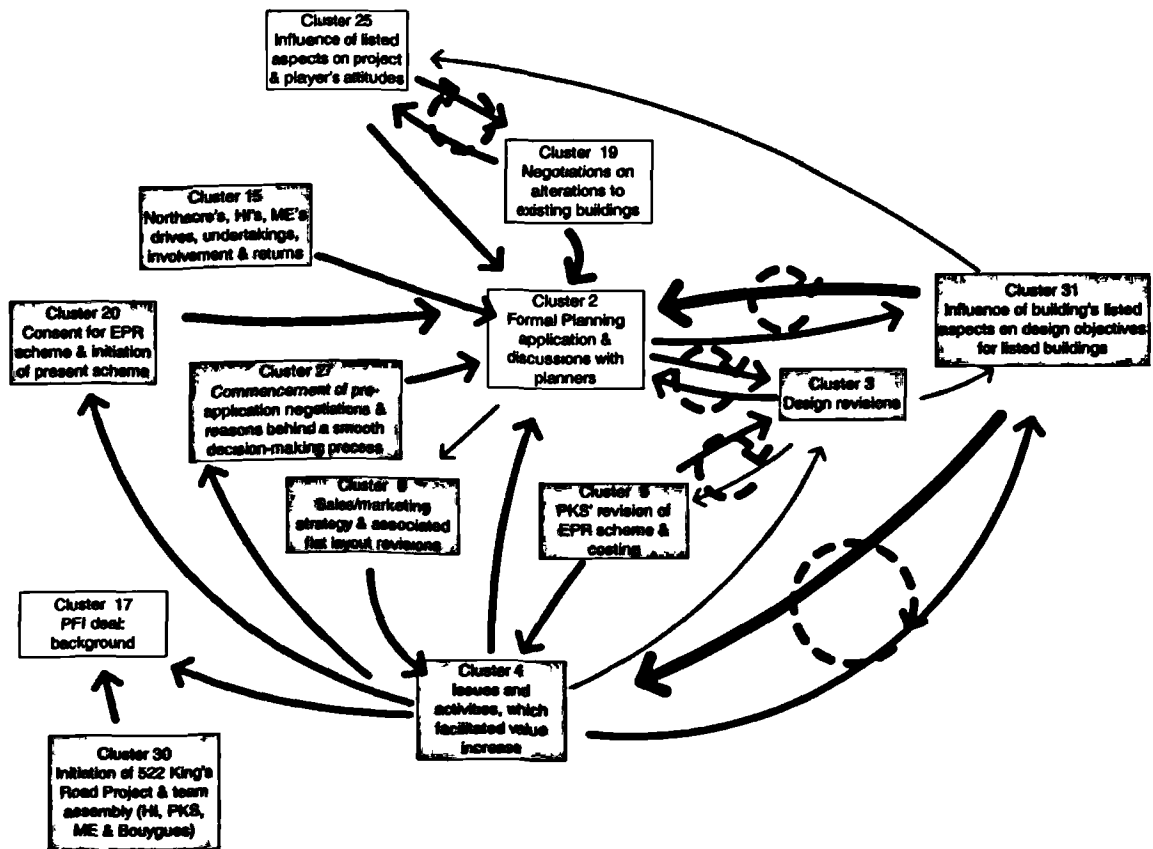 Cluster 25
Influence of listed
aspects on project
& player's attitudes
Cluster 19
Negotiations on
alterations to
existing buildings
Cluster 15
Northacre's, HI's, ME's
drives, undertakings,
involvement & returns
Cluster 2
Formal Planning
application &
discussions with
planners
Cluster 31
Influence of building's listed
aspects on design objectives
for listed buildings
Cluster 20
Consent for EPR
scheme & initiation
of present scheme
Cluster 27
Commencement of pre-
application negotiations &
reasons behind a smooth
decision-making process
Cluster 3
Design revisions
Cluster
Sales/marketing
strategy & associated
flat layout revisions
Cluster
'PKS' revision of
EPR scheme &
costing
Cluster 17
PFI deal:
background
Cluster 4
Issues and
activities, which
facilitated value
increase
Cluster 30
Initiation of 522 King's
Road Project & team
assembly (HI, PKS,
ME & Bouygues)